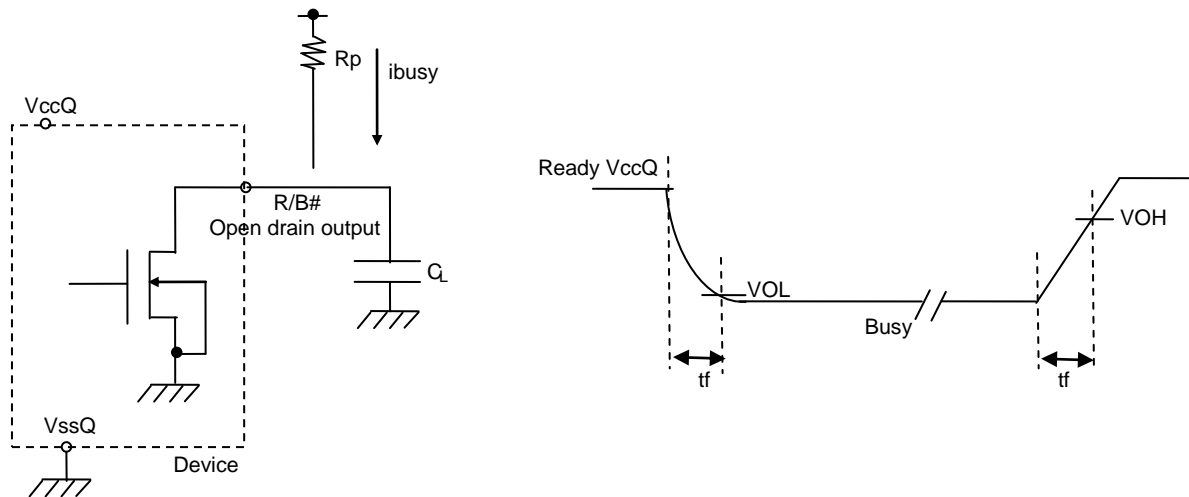 Rp
ibusy
VccQ
R/B#
Open drain output
CL
VssQ
Device
Ready VccQ
VOL
Busy
VOH
tf
tf